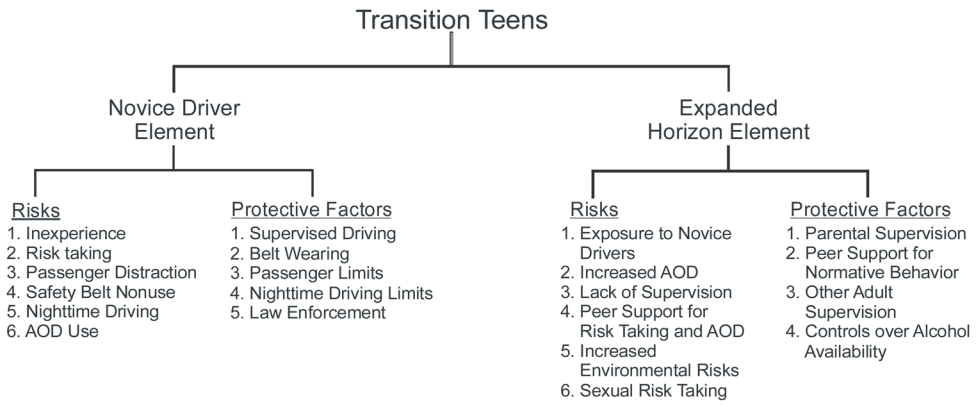 Transition Teens
Novice Driver
Element
Risks
1. Inexperience
2. Risk taking
3. Passenger Distraction
4. Safety Belt Nonuse
5. Nighttime Driving
6. AOD Use
Protective Factors
1. Supervised Driving
2. Belt Wearing
3. Passenger Limits
4. Nighttime Driving Limits
5. Law Enforcement
Expanded
Horizon Element
Risks
1. Exposure to Novice
Drivers
2. Increased AOD
3. Lack of Supervision
4. Peer Support for
Risk Taking and AOD
5. Increased
Environmental Risks
6. Sexual Risk Taking
Protective Factors
1. Parental Supervision
2. Peer Support for
Normative Behavior
3. Other Adult
Supervision
4. Controls over Alcohol
Availability